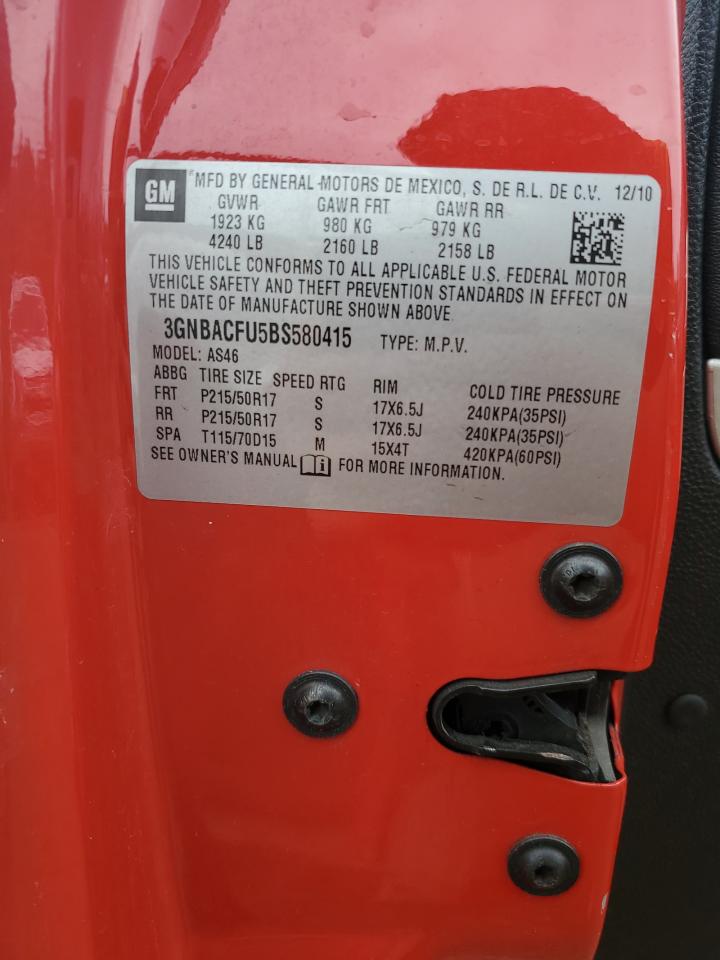 GM
*MFD BY GENERAL MOTORS DE MEXICO, S. DE R.L. DE C.V. 12/10
GVWR GAWR FRT GAWR RR
1923 KG 980 KG 979 KG
4240 LB 2160 LB 2158 LB
THIS VEHICLE CONFORMS TO ALL APPLICABLE U.S. FEDERAL MOTOR
VEHICLE SAFETY AND THEFT PREVENTION STANDARDS IN EFFECT ON
THE DATE OF MANUFACTURE SHOWN ABOVE
3GNBACFU5BS580415 TYPE: M.P.V.
MODEL: AS46
ABBG TIRE SIZE SPEED RTG RIM COLD TIRE PRESSURE
FRT P215/50R17 S 17X6.5J 240KPA(35PSI)
RR P215/50R17 S 17X6.5J 240KPA(35PSI)
SPA T115/70D15 M 15X4T 420KPA(60PSI)
SEE OWNER'S MANUAL i FOR MORE INFORMATION.